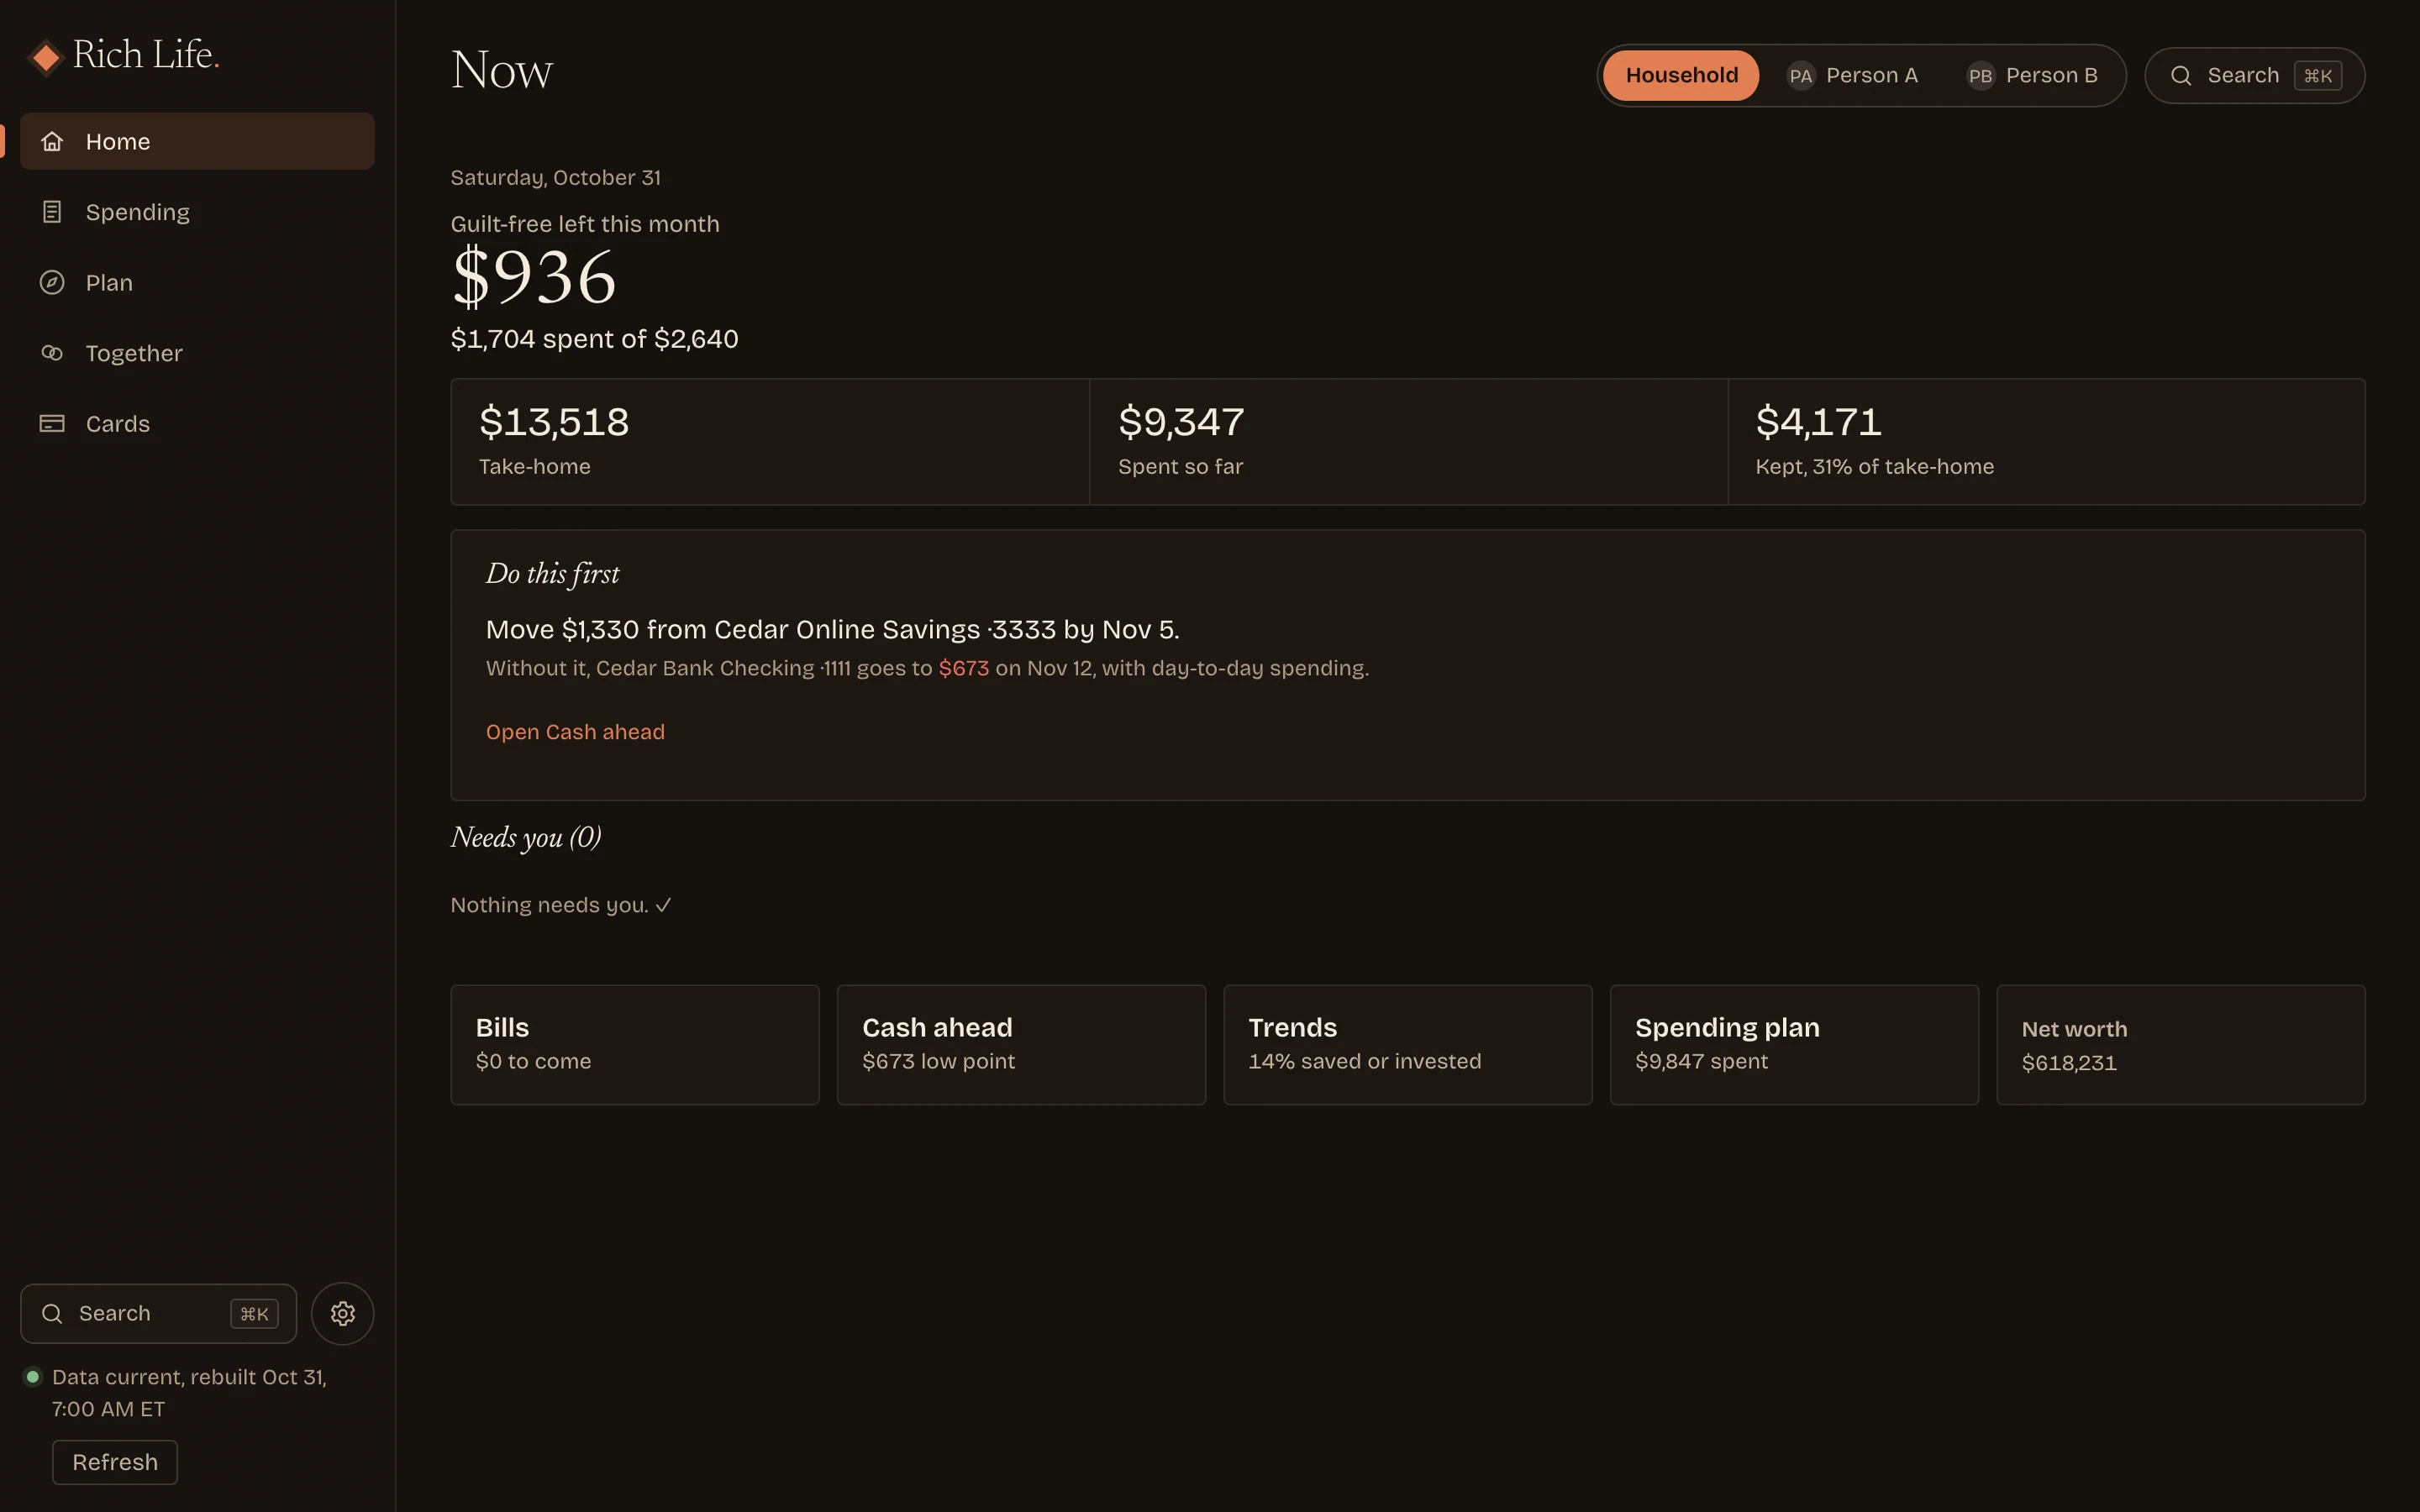 Rich Life.
Home
Spending
Plan
Together
Cards
Search ⌘K
Data current, rebuilt Oct 31,
7:00 AM ET
Refresh
Now
Household
PA Person A
PB Person B
Search ⌘K
Saturday, October 31
Guilt-free left this month
$936
$1,704 spent of $2,640
$13,518
Take-home
$9,347
Spent so far
$4,171
Kept, 31% of take-home
Do this first
Move $1,330 from Cedar Online Savings ·3333 by Nov 5.
Without it, Cedar Bank Checking ·1111 goes to $673 on Nov 12, with day-to-day spending.
Open Cash ahead
Needs you (0)
Nothing needs you. ✓
Bills
$0 to come
Cash ahead
$673 low point
Trends
14% saved or invested
Spending plan
$9,847 spent
Net worth
$618,231